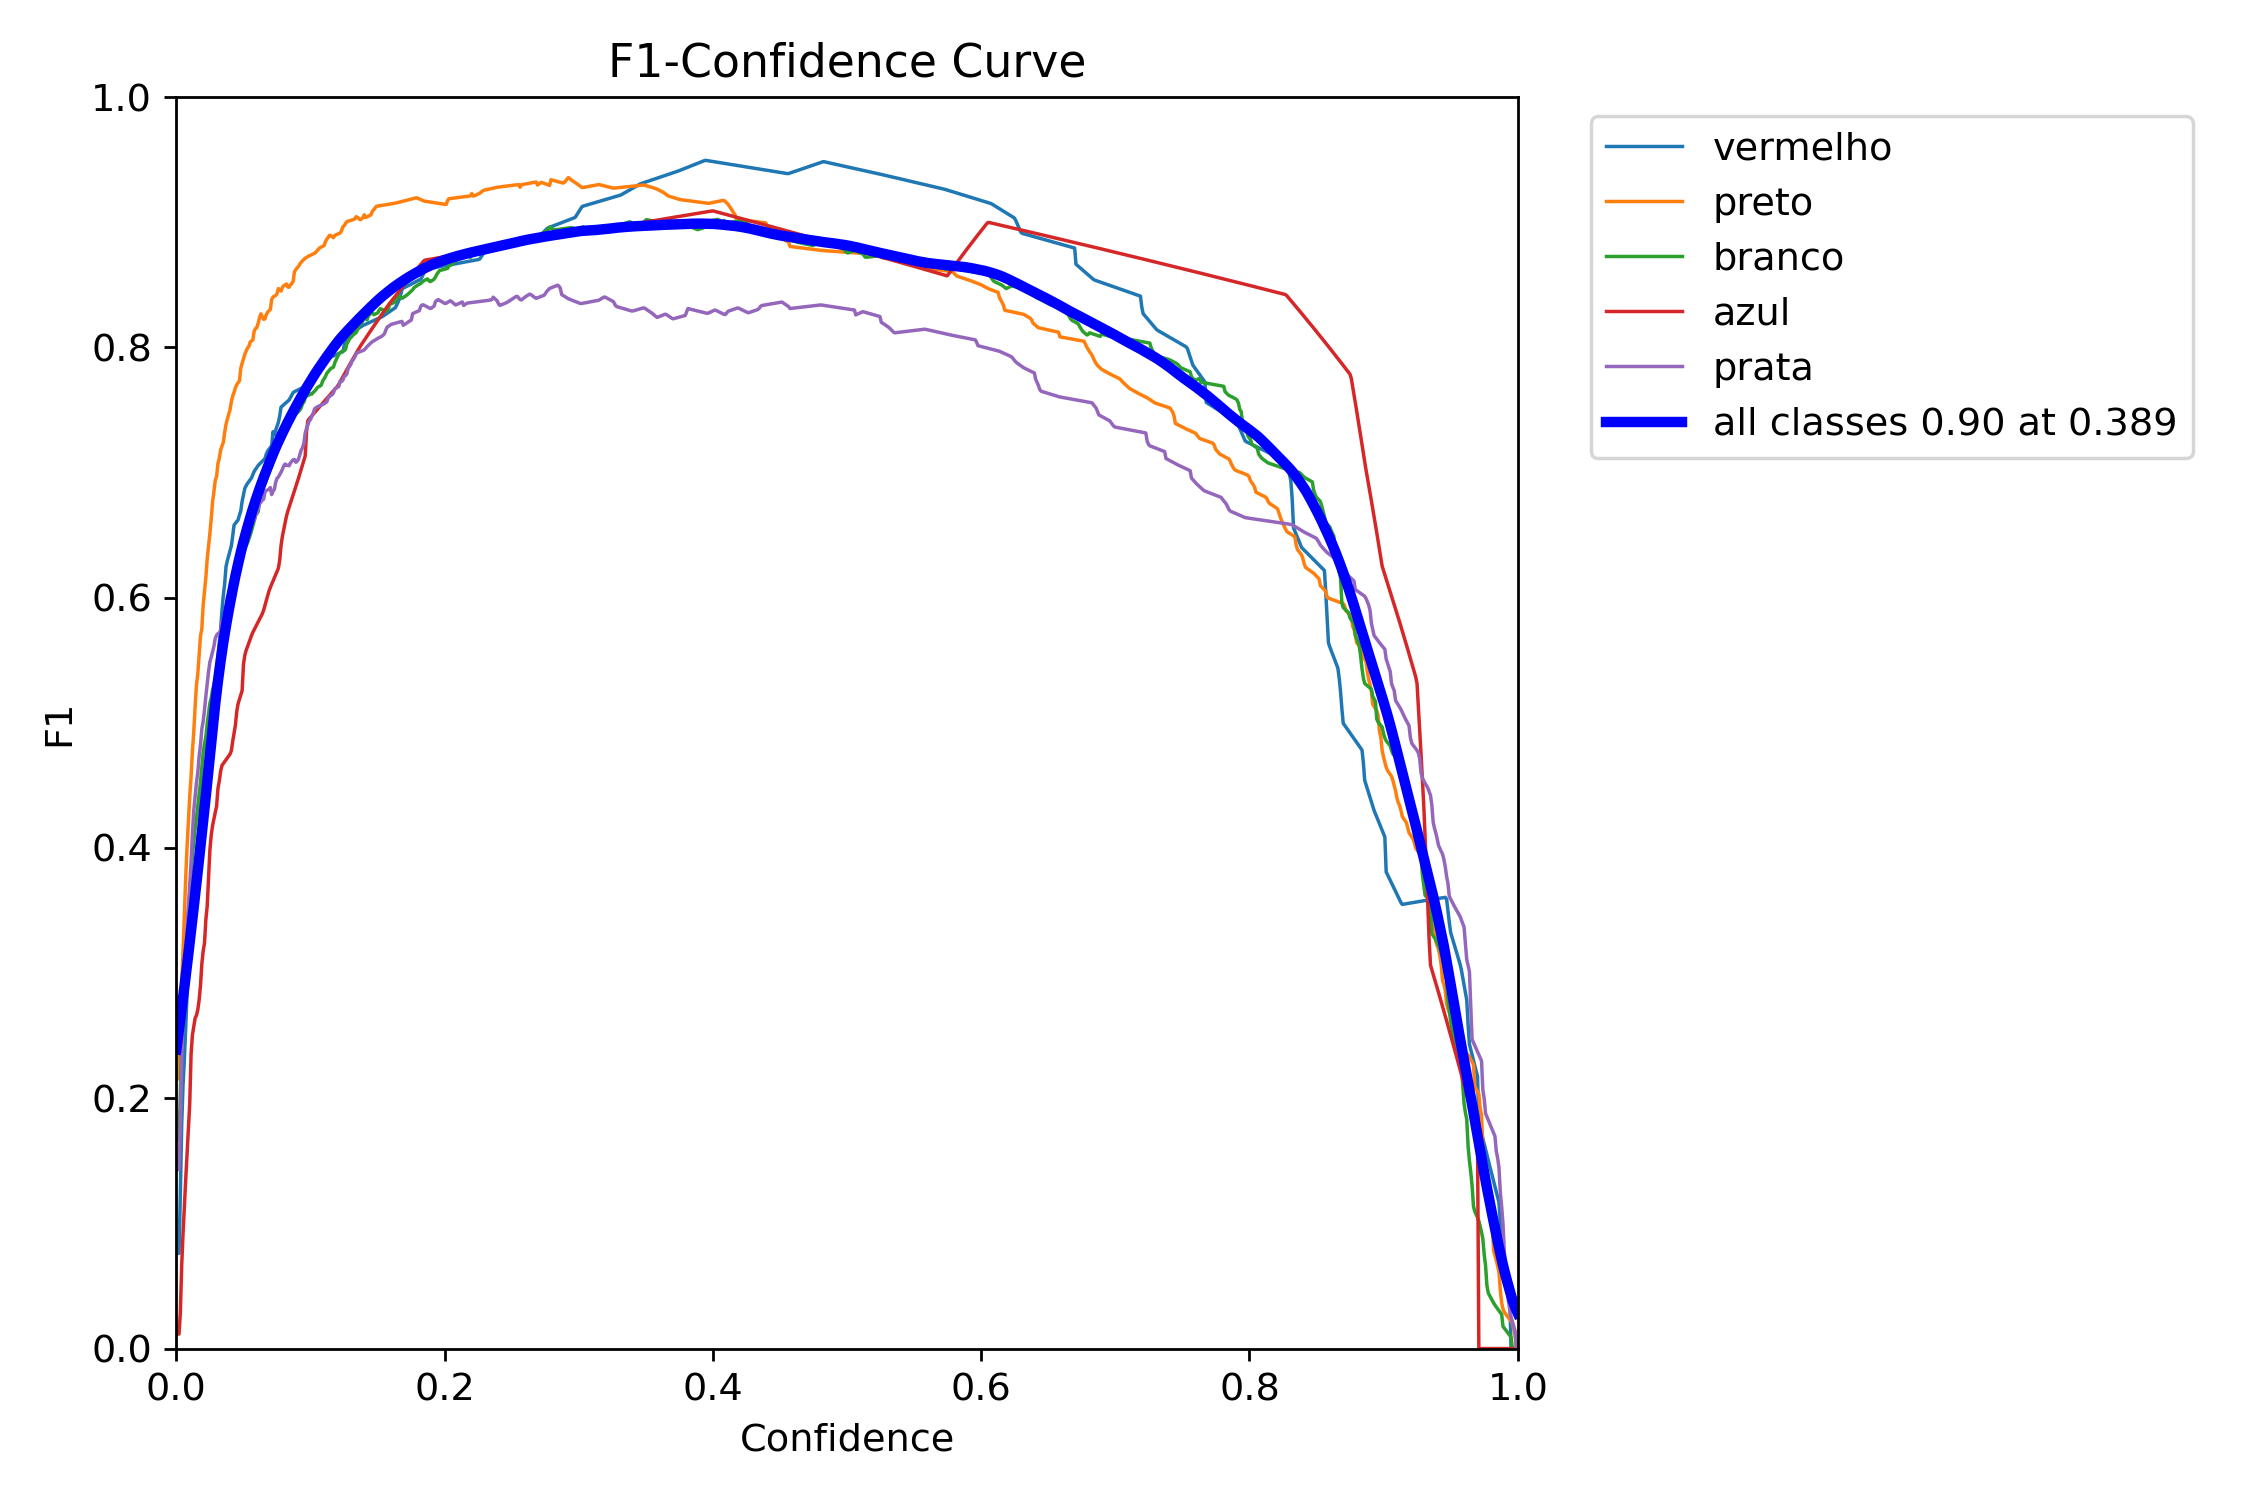 F1-Confidence Curve
1.0
0.8
0.6
0.4
0.2
0.0
F1
0.0 0.2 0.4 0.6 0.8 1.0
Confidence
vermelho
preto
branco
azul
prata
all classes 0.90 at 0.389